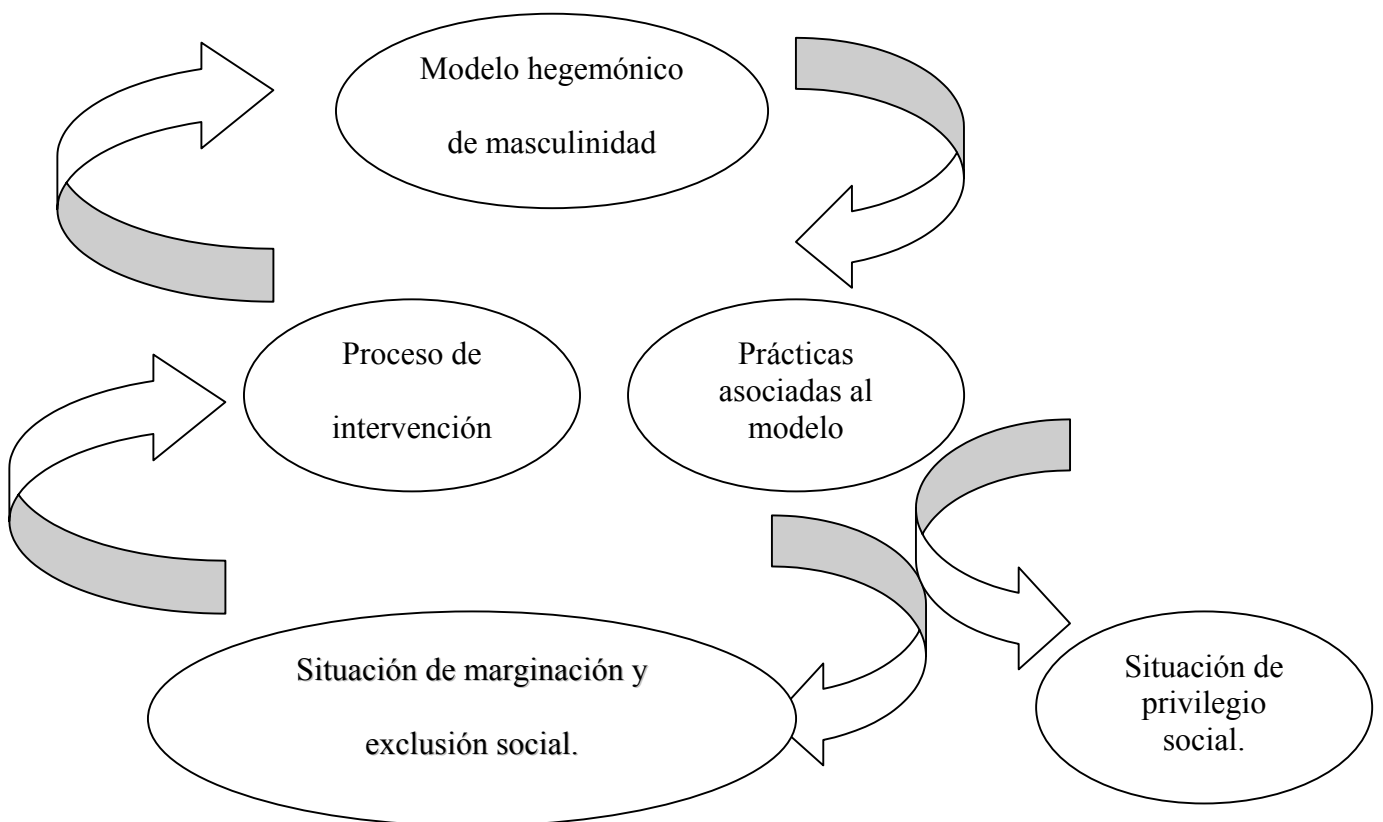 Modelo hegemónico
de masculinidad
Proceso de
intervención
Prácticas
asociadas al
modelo
Situación de marginación y
exclusión social.
Situación de
privilegio
social.